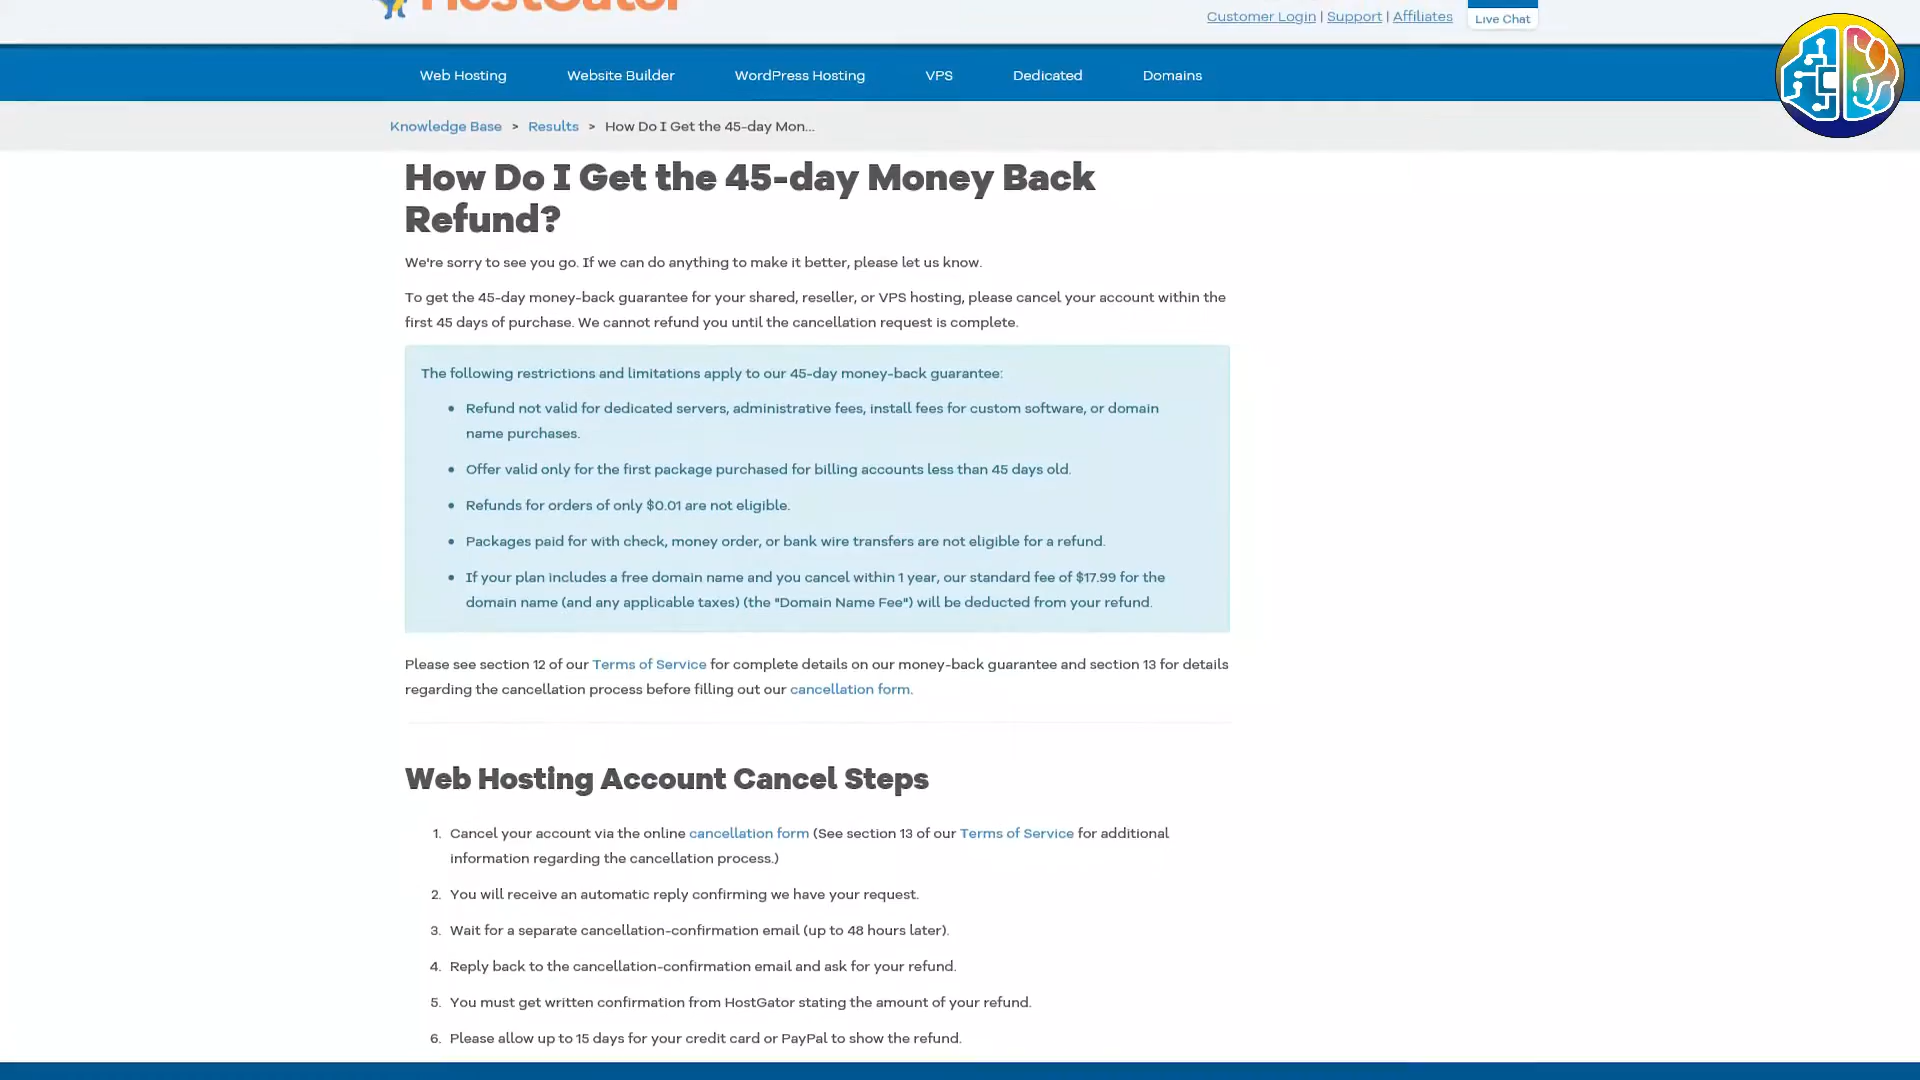 HostGator
Customer Login | Support | Affiliates
Live Chat
Web Hosting Website Builder WordPress Hosting VPS Dedicated Domains
Knowledge Base > Results > How Do I Get the 45-day Mon...
How Do I Get the 45-day Money Back
Refund?
We're sorry to see you go. If we can do anything to make it better, please let us know.
To get the 45-day money-back guarantee for your shared, reseller, or VPS hosting, please cancel your account within the
first 45 days of purchase. We cannot refund you until the cancellation request is complete.
The following restrictions and limitations apply to our 45-day money-back guarantee:
• Refund not valid for dedicated servers, administrative fees, install fees for custom software, or domain
name purchases.
• Offer valid only for the first package purchased for billing accounts less than 45 days old.
• Refunds for orders of only $0.01 are not eligible.
• Packages paid for with check, money order, or bank wire transfers are not eligible for a refund.
• If your plan includes a free domain name and you cancel within 1 year, our standard fee of $17.99 for the
domain name (and any applicable taxes) (the "Domain Name Fee") will be deducted from your refund.
Please see section 12 of our Terms of Service for complete details on our money-back guarantee and section 13 for details
regarding the cancellation process before filling out our cancellation form.
Web Hosting Account Cancel Steps
1. Cancel your account via the online cancellation form (See section 13 of our Terms of Service for additional
information regarding the cancellation process.)
2. You will receive an automatic reply confirming we have your request.
3. Wait for a separate cancellation-confirmation email (up to 48 hours later).
4. Reply back to the cancellation-confirmation email and ask for your refund.
5. You must get written confirmation from HostGator stating the amount of your refund.
6. Please allow up to 15 days for your credit card or PayPal to show the refund.